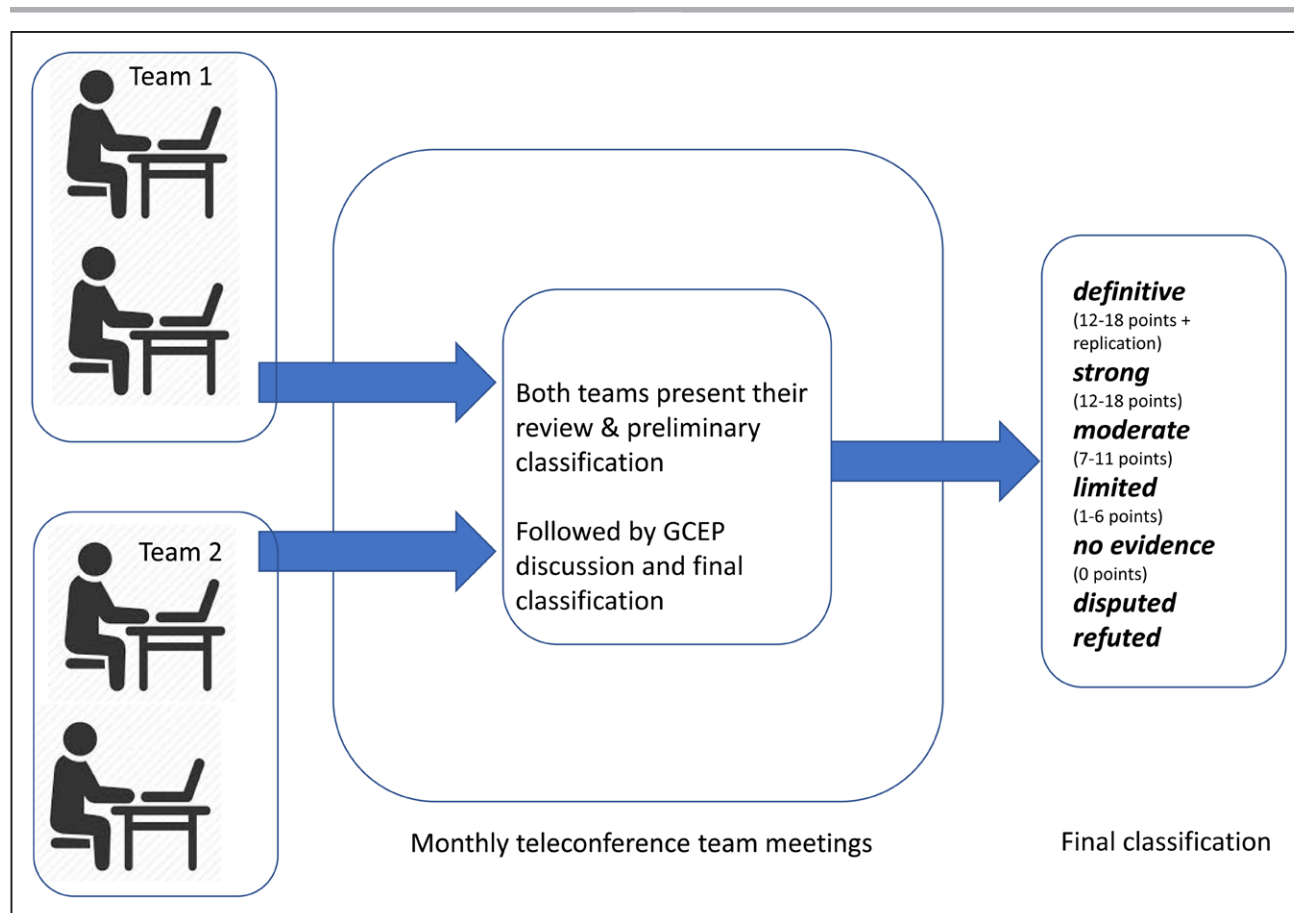 Team 1
Team 2
Both teams present their
review & preliminary
classification
Followed by GCEP
discussion and final
classification
Monthly teleconference team meetings
definitive
(12-18 points +
replication)
strong
(12-18 points)
moderate
(7-11 points)
limited
(1-6 points)
no evidence
(0 points)
disputed
refuted
Final classification